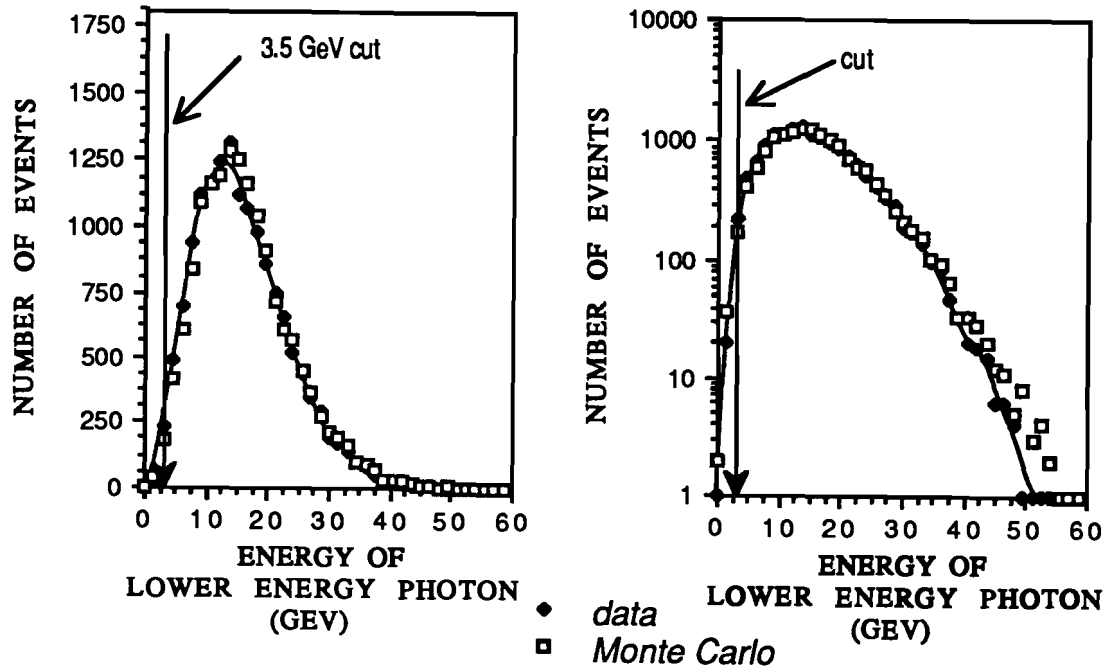 1750
1500
1250
1000
750
500
250
0
NUMBER OF EVENTS
3.5 GeV cut
0 10 20 30 40 50 60
ENERGY OF
LOWER ENERGY PHOTON
(GEV)
10000
1000
100
10
1
NUMBER OF EVENTS
cut
0 10 20 30 40 50 60
ENERGY OF
LOWER ENERGY PHOTON
(GEV)
data
Monte Carlo